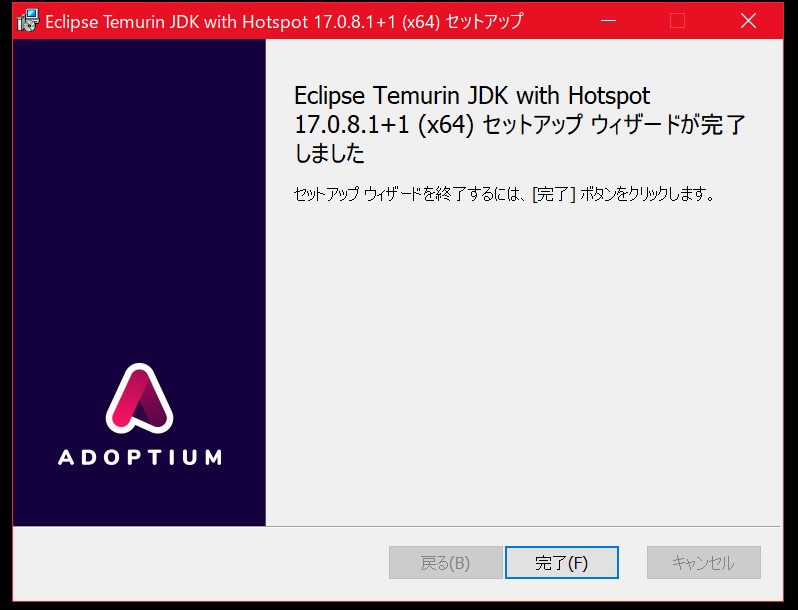 Eclipse Temurin JDK with Hotspot 17.0.8.1+1 (x64) セットアップ
Eclipse Temurin JDK with Hotspot
17.0.8.1+1 (x64) セットアップ ウィザードが完了
しました
セットアップ ウィザードを終了するには、[完了] ボタンをクリックします。
ADOPTIUM
戻る(B)
完了(F)
キャンセル